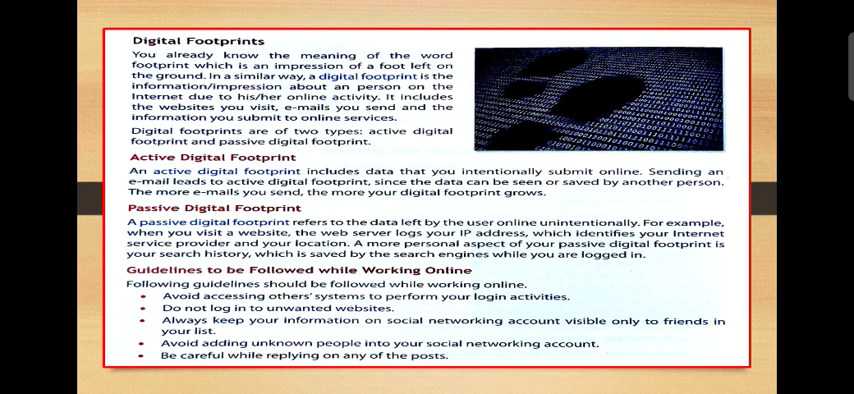 Digital Footprints
You already know the meaning of the word
footprint which is an impression of a foot left on
the ground. In a similar way, a digital footprint is the
information/impression about an person on the
Internet due to his/her online activity. It includes
the websites you visit, e-mails you send and the
information you submit to online services.
Digital footprints are of two types: active digital
footprint and passive digital footprint.
Active Digital Footprint
An active digital footprint includes data that you intentionally submit online. Sending an
e-mail leads to active digital footprint, since the data can be seen or saved by another person.
The more e-mails you send, the more your digital footprint grows.
Passive Digital Footprint
A passive digital footprint refers to the data left by the user online unintentionally. For example,
when you visit a website, the web server logs your IP address, which identifies your Internet
service provider and your location. A more personal aspect of your passive digital footprint is
your search history, which is saved by the search engines while you are logged in.
Guidelines to be Followed while Working Online
Following guidelines should be followed while working online.
• Avoid accessing others' systems to perform your login activities.
• Do not log in to unwanted websites.
• Always keep your information on social networking account visible only to friends in
your list.
• Avoid adding unknown people into your social networking account.
• Be careful while replying on any of the posts.